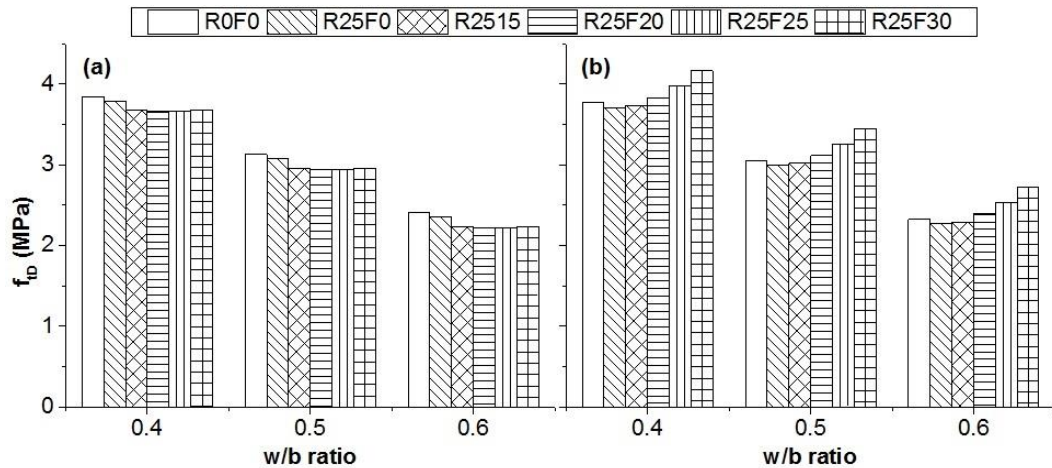 R0F0 R25F0 R2515 R25F20 R25F25 R25F30
(a) (b)
4
3
2
1
0
f_tD (MPa)
0.4 0.5 0.6 0.4 0.5 0.6
w/b ratio w/b ratio